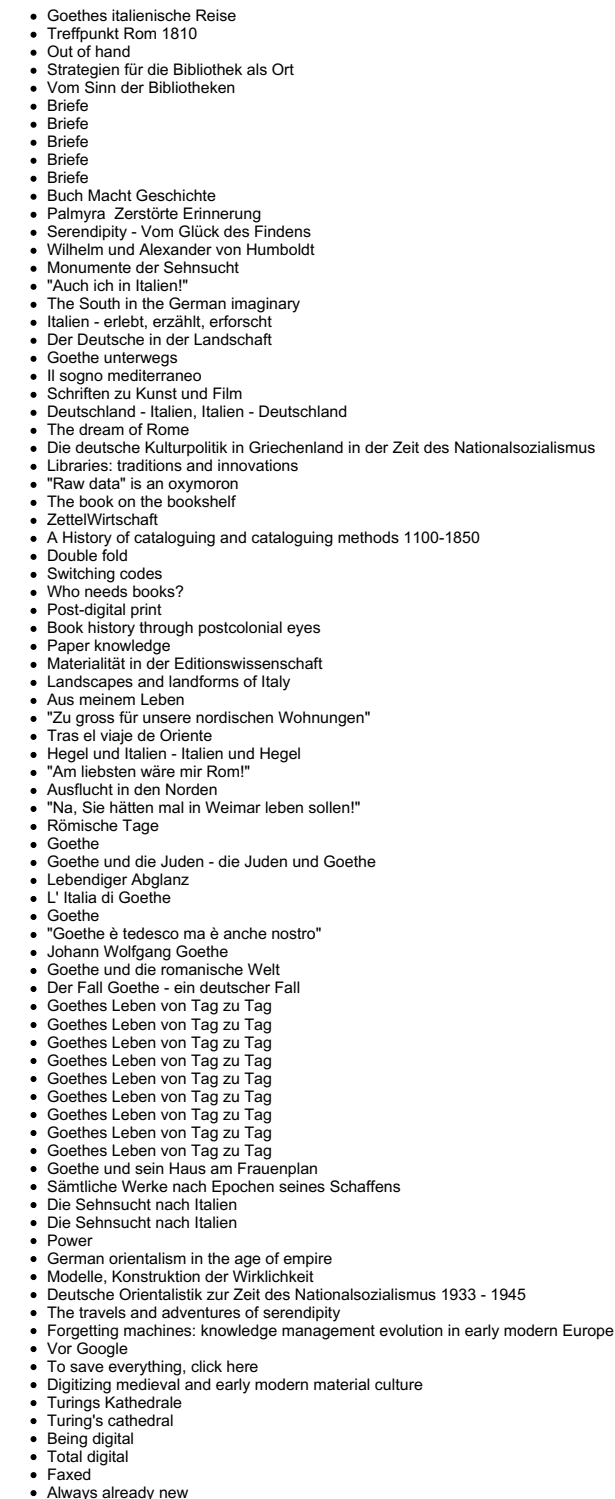 Goethes italienische Reise
Treffpunkt Rom 1810
Out of hand
Strategien für die Bibliothek als Ort
Vom Sinn der Bibliotheken
Briefe
Briefe
Briefe
Briefe
Briefe
Buch Macht Geschichte
Palmyra  Zerstörte Erinnerung
Serendipity - Vom Glück des Findens
Wilhelm und Alexander von Humboldt
Monumente der Sehnsucht
"Auch ich in Italien!"
The South in the German imaginary
Italien - erlebt, erzählt, erforscht
Der Deutsche in der Landschaft
Goethe unterwegs
Il sogno mediterraneo
Schriften zu Kunst und Film
Deutschland - Italien, Italien - Deutschland
The dream of Rome
Die deutsche Kulturpolitik in Griechenland in der Zeit des Nationalsozialismus
Libraries: traditions and innovations
"Raw data" is an oxymoron
The book on the bookshelf
ZettelWirtschaft
A History of cataloguing and cataloguing methods 1100-1850
Double fold
Switching codes
Who needs books?
Post-digital print
Book history through postcolonial eyes
Paper knowledge
Materialität in der Editionswissenschaft
Landscapes and landforms of Italy
Aus meinem Leben
"Zu gross für unsere nordischen Wohnungen"
Tras el viaje de Oriente
Hegel und Italien - Italien und Hegel
"Am liebsten wäre mir Rom!"
Ausflucht in den Norden
"Na, Sie hätten mal in Weimar leben sollen!"
Römische Tage
Goethe
Goethe und die Juden - die Juden und Goethe
Lebendiger Abglanz
L' Italia di Goethe
Goethe
"Goethe è tedesco ma è anche nostro"
Johann Wolfgang Goethe
Goethe und die romanische Welt
Der Fall Goethe - ein deutscher Fall
Goethes Leben von Tag zu Tag
Goethes Leben von Tag zu Tag
Goethes Leben von Tag zu Tag
Goethes Leben von Tag zu Tag
Goethes Leben von Tag zu Tag
Goethes Leben von Tag zu Tag
Goethes Leben von Tag zu Tag
Goethes Leben von Tag zu Tag
Goethes Leben von Tag zu Tag
Goethe und sein Haus am Frauenplan
Sämtliche Werke nach Epochen seines Schaffens
Die Sehnsucht nach Italien
Die Sehnsucht nach Italien
Power
German orientalism in the age of empire
Modelle, Konstruktion der Wirklichkeit
Deutsche Orientalistik zur Zeit des Nationalsozialismus 1933 - 1945
The travels and adventures of serendipity
Forgetting machines: knowledge management evolution in early modern Europe
Vor Google
To save everything, click here
Digitizing medieval and early modern material culture
Turings Kathedrale
Turing's cathedral
Being digital
Total digital
Faxed
Always already new